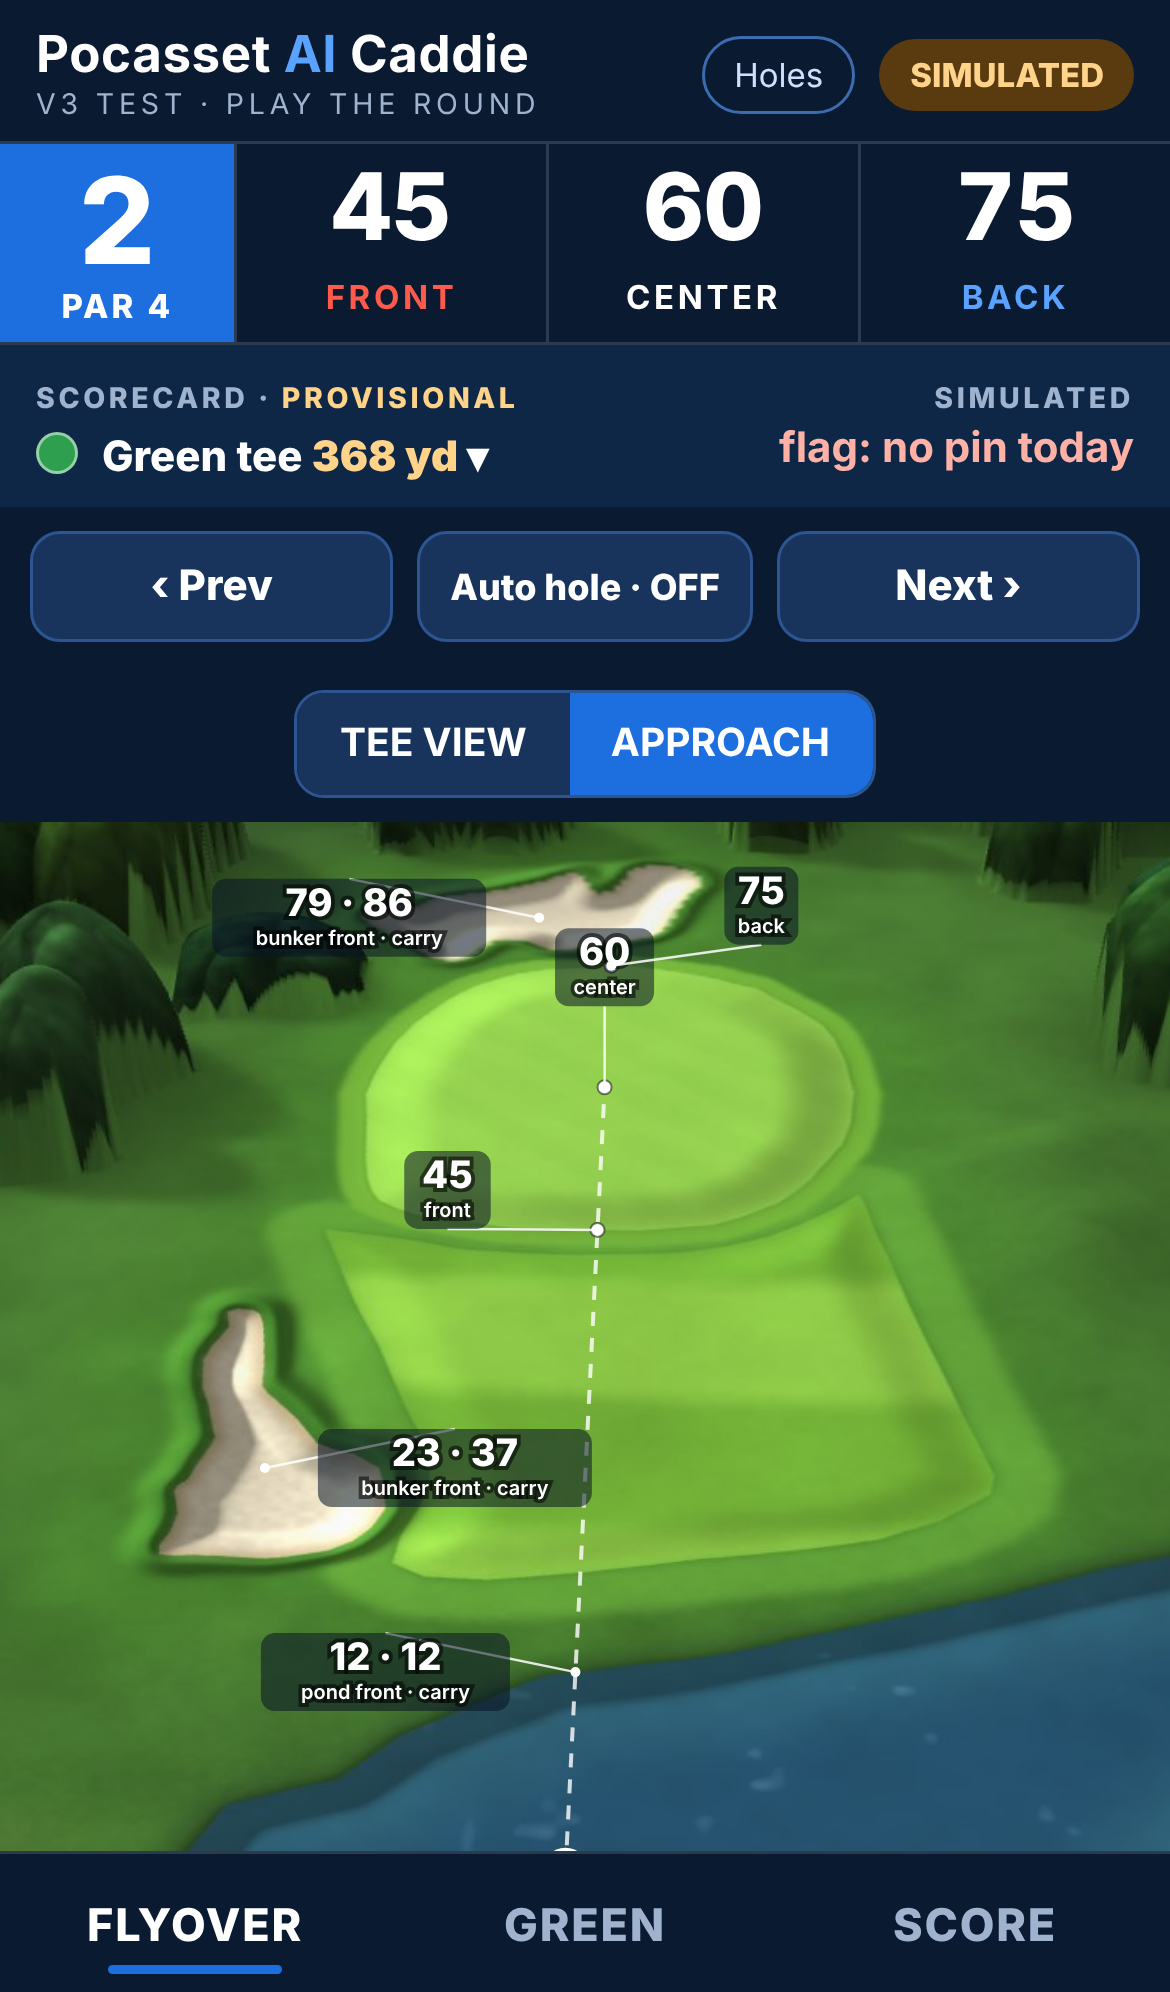 Pocasset AI Caddie
V3 TEST · PLAY THE ROUND
Holes
SIMULATED
2
PAR 4
45
FRONT
60
CENTER
75
BACK
SCORECARD · PROVISIONAL
Green tee 368 yd ▾
SIMULATED
flag: no pin today
‹ Prev
Auto hole · OFF
Next ›
TEE VIEW
APPROACH
79 · 86
bunker front · carry
75
back
60
center
45
front
23 · 37
bunker front · carry
12 · 12
pond front · carry
FLYOVER
GREEN
SCORE